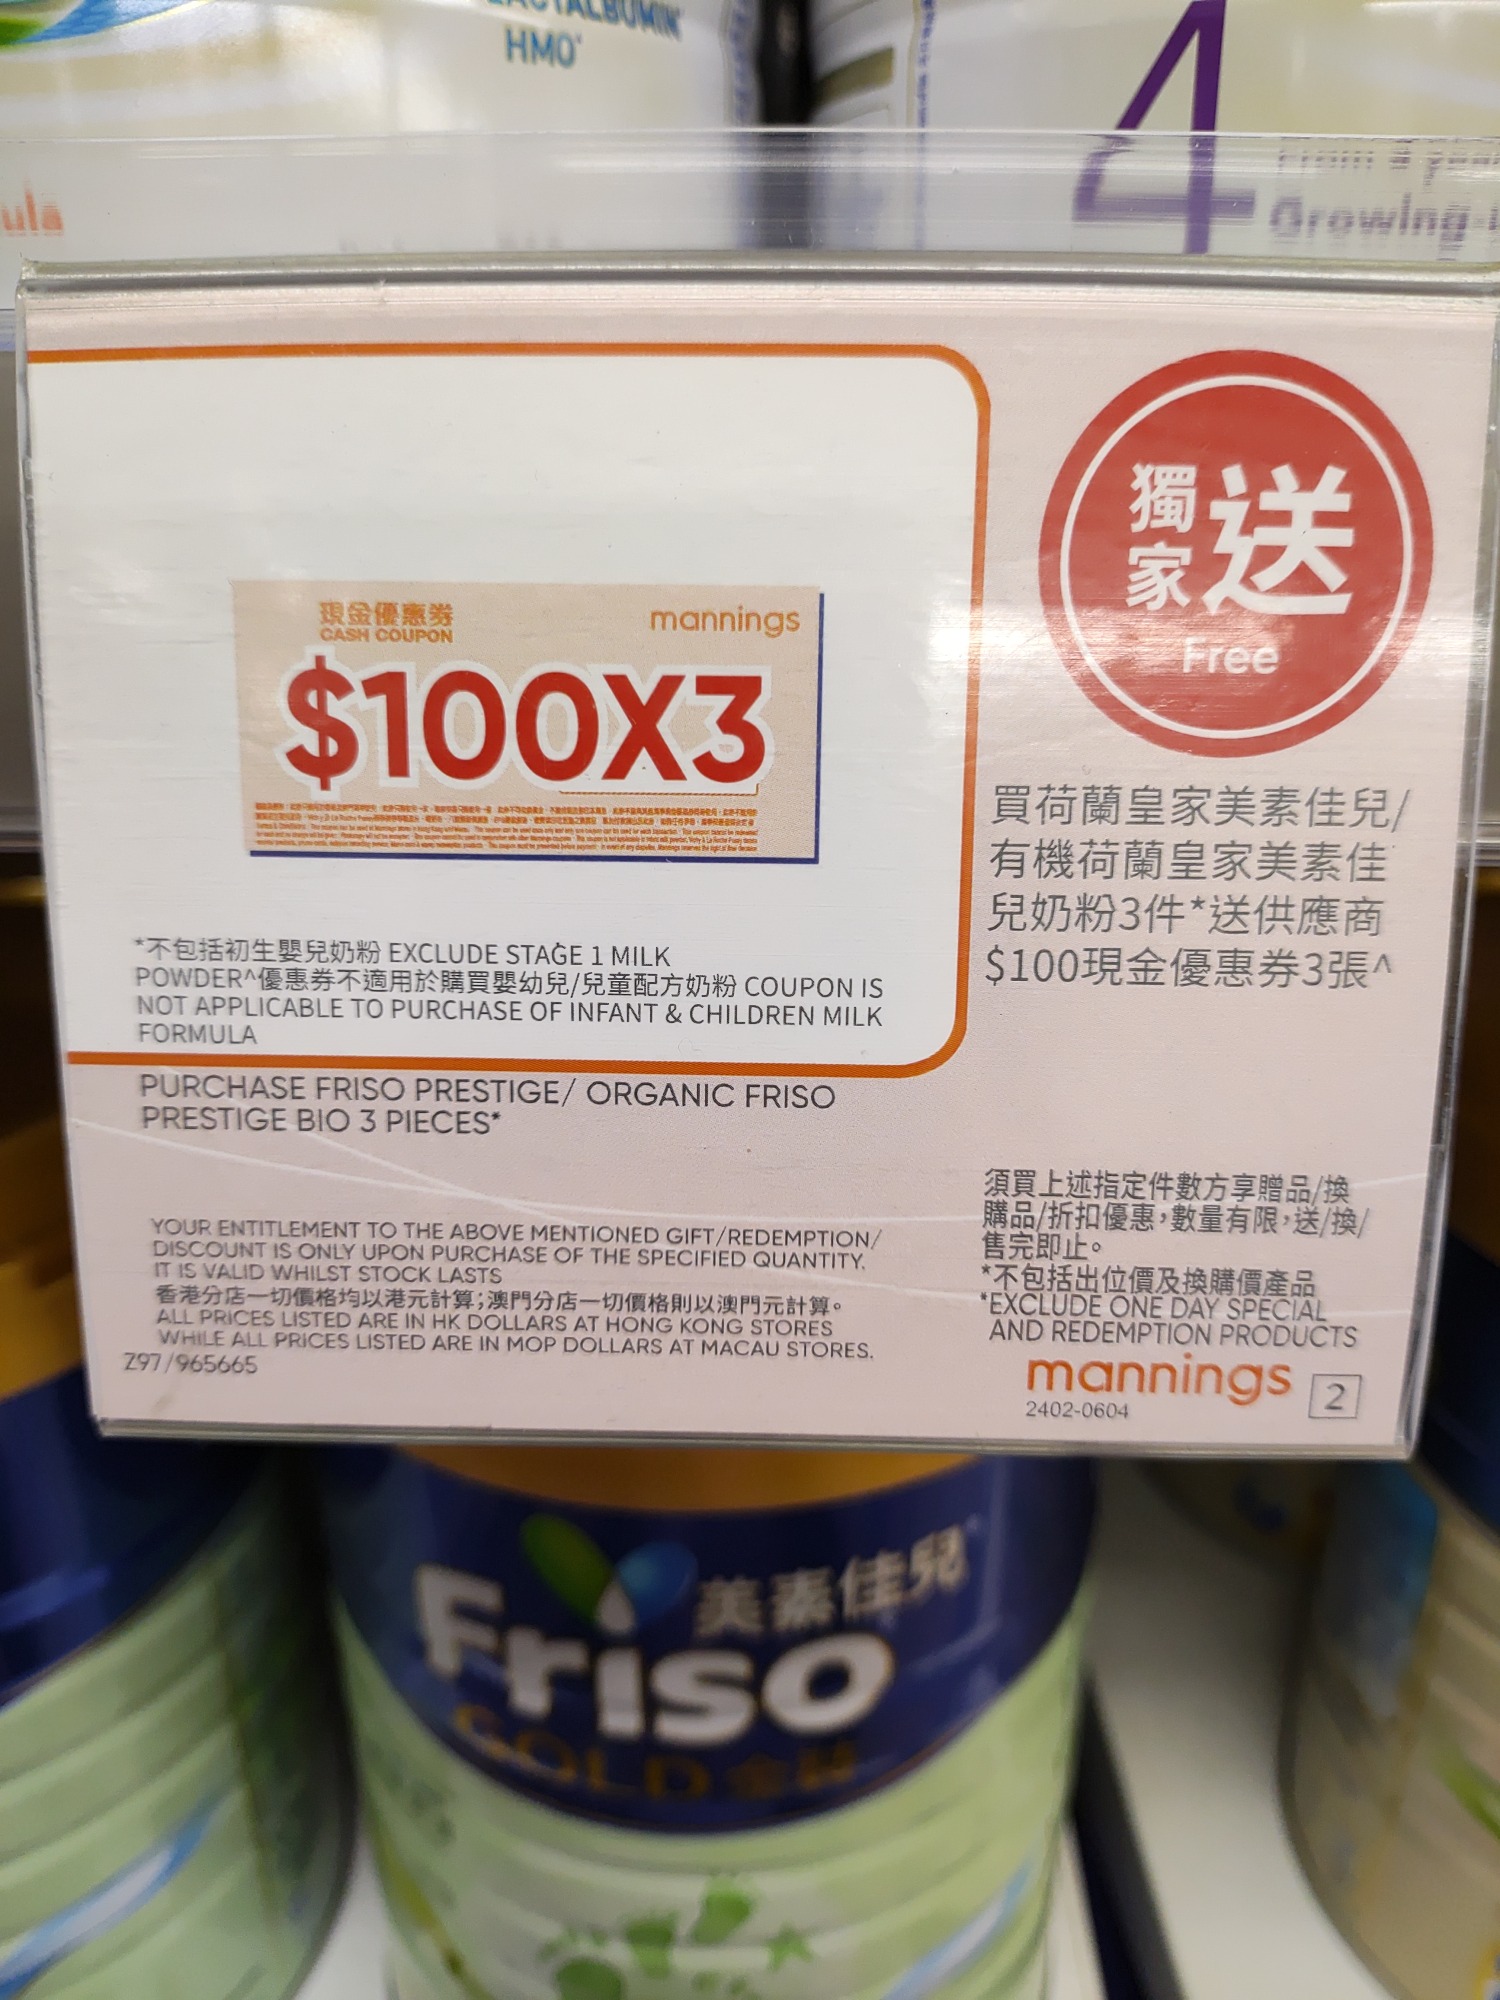 LACTALBUMIN
HMO
4
Growing
ula
獨家 送
Free
現金優惠券
CASH COUPON
mannings
$100X3
買荷蘭皇家美素佳兒/
有機荷蘭皇家美素佳
兒奶粉3件*送供應商
$100現金優惠券3張^
*不包括初生嬰兒奶粉 EXCLUDE STAGE 1 MILK
POWDER^優惠券不適用於購買嬰幼兒/兒童配方奶粉 COUPON IS
NOT APPLICABLE TO PURCHASE OF INFANT & CHILDREN MILK
FORMULA
PURCHASE FRISO PRESTIGE/ ORGANIC FRISO
PRESTIGE BIO 3 PIECES*
YOUR ENTITLEMENT TO THE ABOVE MENTIONED GIFT/REDEMPTION/
DISCOUNT IS ONLY UPON PURCHASE OF THE SPECIFIED QUANTITY.
IT IS VALID WHILST STOCK LASTS
香港分店一切價格均以港元計算;澳門分店一切價格則以澳門元計算。
ALL PRICES LISTED ARE IN HK DOLLARS AT HONG KONG STORES
WHILE ALL PRICES LISTED ARE IN MOP DOLLARS AT MACAU STORES.
Z97/965665
須買上述指定件數方享贈品/換
購品/折扣優惠,數量有限,送/換/
售完即止。
*不包括出位價及換購價產品
*EXCLUDE ONE DAY SPECIAL
AND REDEMPTION PRODUCTS
mannings 2
2402-0604
美素佳兒
Friso
GOLD 金裝